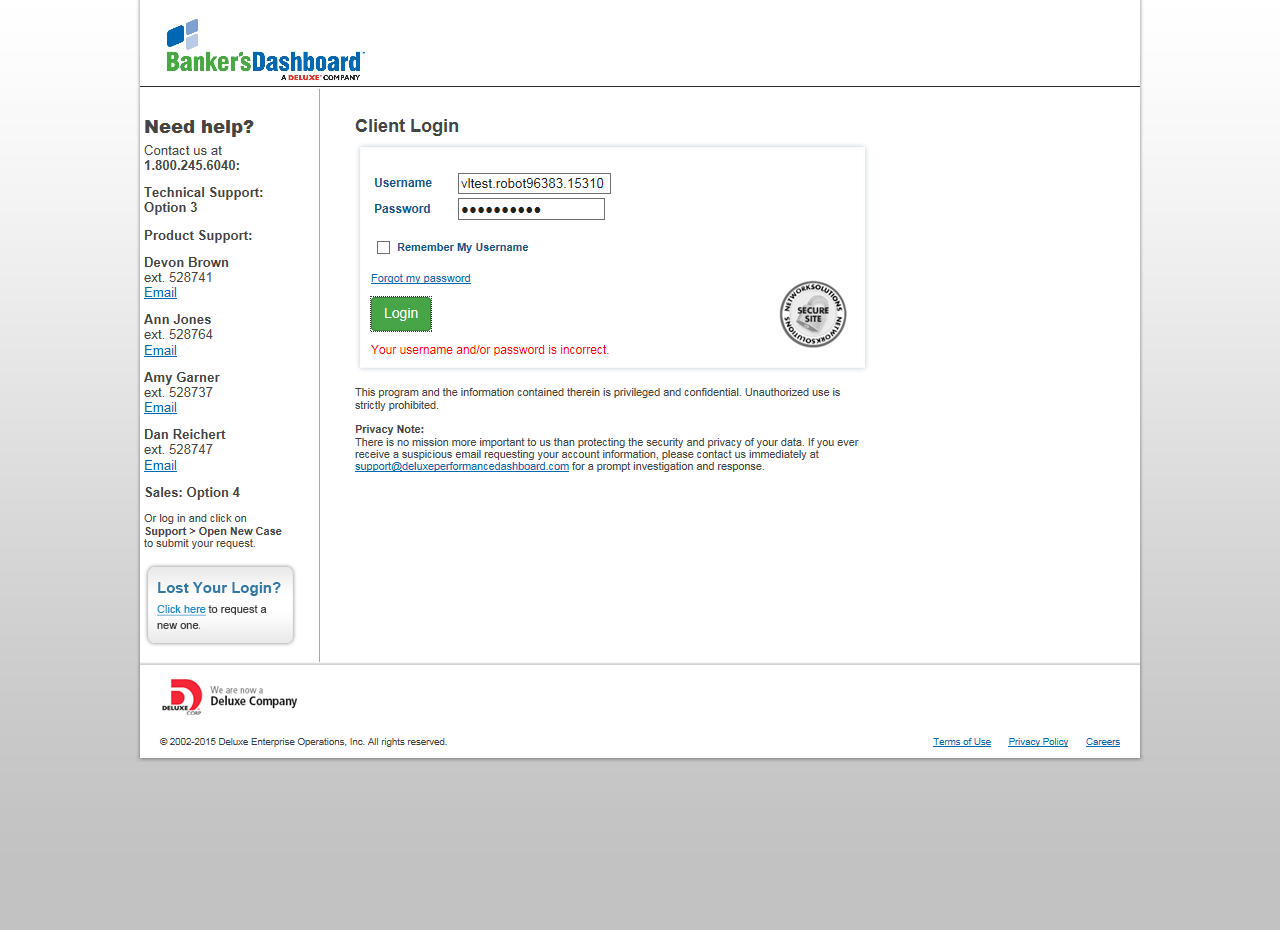 Banker'sDashboard
A DELUXE COMPANY
Need help?
Contact us at
1.800.245.6040:
Technical Support:
Option 3
Product Support:
Devon Brown
ext. 528741
Email
Ann Jones
ext. 528764
Email
Amy Garner
ext. 528737
Email
Dan Reichert
ext. 528747
Email
Sales: Option 4
Or log in and click on
Support > Open New Case
to submit your request.
Lost Your Login?
Click here to request a
new one.
Client Login
Username vltest.robot96383.15310
Password ●●●●●●●●●●
Remember My Username
Forgot my password
Login
Your username and/or password is incorrect.
NETWORKSOLUTIONS
SECURE
SITE
NETWORKSOLUTIONS
This program and the information contained therein is privileged and confidential. Unauthorized use is
strictly prohibited.
Privacy Note:
There is no mission more important to us than protecting the security and privacy of your data. If you ever
receive a suspicious email requesting your account information, please contact us immediately at
support@deluxeperformancedashboard.com for a prompt investigation and response.
DELUXE
CORP
We are now a
Deluxe Company
© 2002-2015 Deluxe Enterprise Operations, Inc. All rights reserved.
Terms of Use Privacy Policy Careers